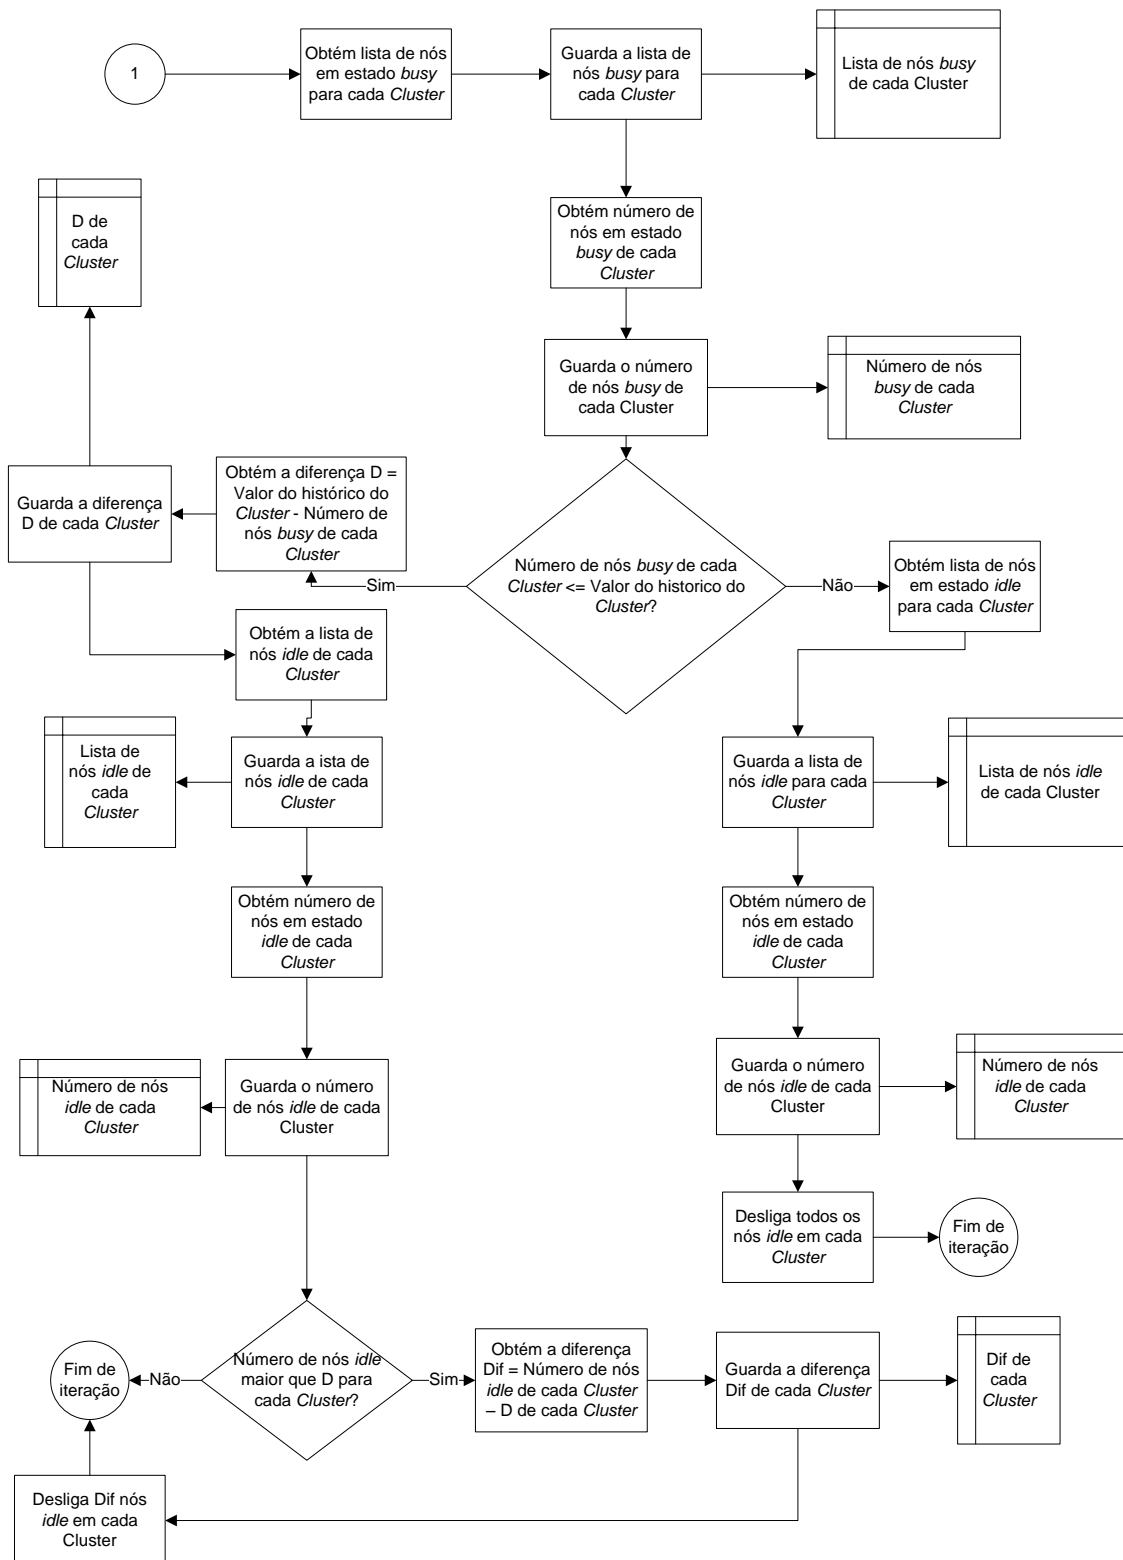 1
Obtém lista de nós
em estado busy
para cada Cluster
Guarda a lista de
nós busy para
cada Cluster
Lista de nós busy
de cada Cluster
D de
cada
Cluster
Obtém número de
nós em estado
busy de cada
Cluster
Guarda o número
de nós busy de
cada Cluster
Número de nós
busy de cada
Cluster
Guarda a diferença
D de cada Cluster
Obtém a diferença D =
Valor do histórico do
Cluster - Número de
nós busy de cada
Cluster
Sim
Número de nós busy de cada
Cluster <= Valor do historico do
Cluster?
Não
Obtém lista de nós
em estado idle
para cada Cluster
Obtém a lista de
nós idle de cada
Cluster
Lista de
nós idle de
cada
Cluster
Guarda a ista de
nós idle de cada
Cluster
Guarda a lista de
nós idle para cada
Cluster
Lista de nós idle
de cada Cluster
Obtém número de
nós em estado
idle de cada
Cluster
Obtém número de
nós em estado
idle de cada
Cluster
Número de nós
idle de cada
Cluster
Guarda o número
de nós idle de cada
Cluster
Guarda o número
de nós idle de cada
Cluster
Número de nós
idle de cada
Cluster
Desliga todos os
nós idle em cada
Cluster
Fim de
iteração
Fim de
iteração
Não
Número de nós idle
maior que D para
cada Cluster?
Sim
Obtém a diferença
Dif = Número de nós
idle de cada Cluster
– D de cada Cluster
Guarda a diferença
Dif de cada Cluster
Dif de
cada
Cluster
Desliga Dif nós
idle em cada
Cluster